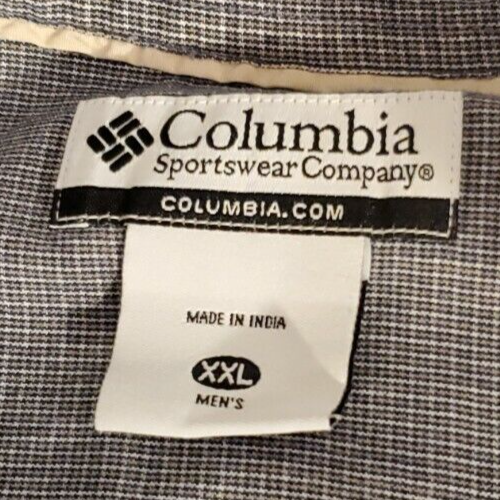 Columbia
Sportswear Company®
COLUMBIA.COM
MADE IN INDIA
XXL
MEN'S